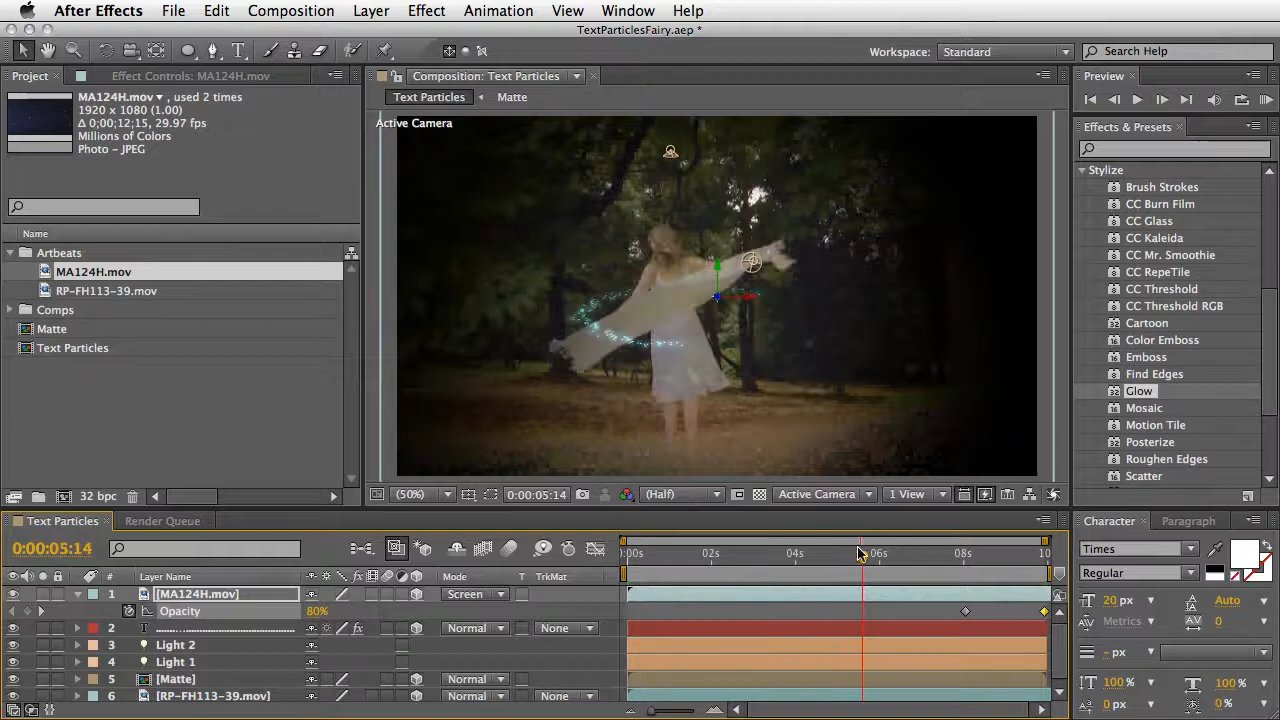 After Effects File Edit Composition Layer Effect Animation View Window Help
TextParticlesFairy.aep *
Workspace: Standard Search Help
Project Effect Controls: MA124H.mov
MA124H.mov, used 2 times
1920 x 1080 (1.00)
Δ 0;00;12;15, 29.97 fps
Millions of Colors
Photo - JPEG
Name
Artbeats
MA124H.mov
RP-FH113-39.mov
Comps
Matte
Text Particles
32 bpc
Composition: Text Particles
Text Particles Matte
Active Camera
(50%) 0:00:05:14 (Half) Active Camera 1 View
Preview
Effects & Presets
Stylize
Brush Strokes
CC Burn Film
CC Glass
CC Kaleida
CC Mr. Smoothie
CC RepeTile
CC Threshold
CC Threshold RGB
Cartoon
Color Emboss
Emboss
Find Edges
Glow
Mosaic
Motion Tile
Posterize
Roughen Edges
Scatter
Text Particles Render Queue
0:00:05:14
:00s 02s 04s 06s 08s 10
# Layer Name Mode T TrkMat
1 [MA124H.mov] Screen
Opacity 80%
2 Normal None
3 Light 2
4 Light 1
5 [Matte] Normal None
6 [RP-FH113-39.mov] Normal None
Character Paragraph
Times
Regular
20 px Auto
Metrics 0
- px
100% 100%
0 px 0%